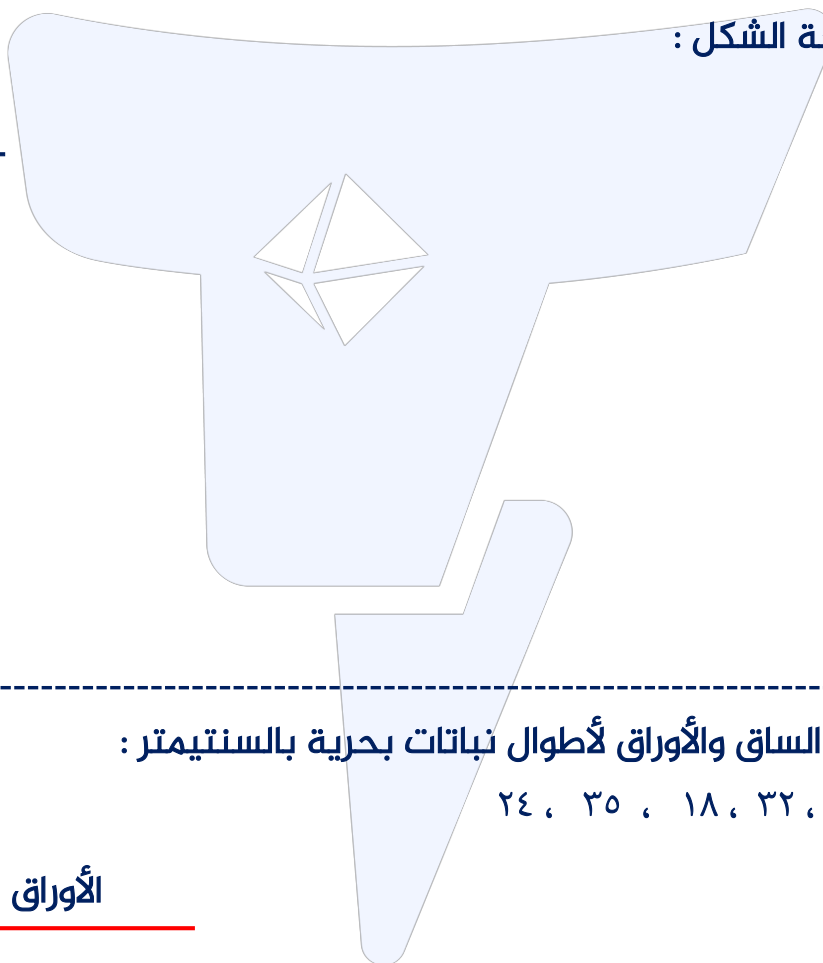 ة الشكل :
الساق والأوراق لأطوال نباتات بحرية بالسنتيمتر :
، ٣٢ ، ١٨ ، ٣٥ ، ٢٤
الأوراق